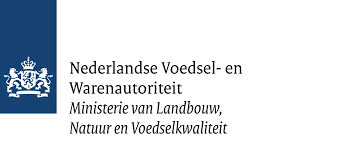 Nederlandse Voedsel- en
Warenautoriteit
Ministerie van Landbouw,
Natuur en Voedselkwaliteit